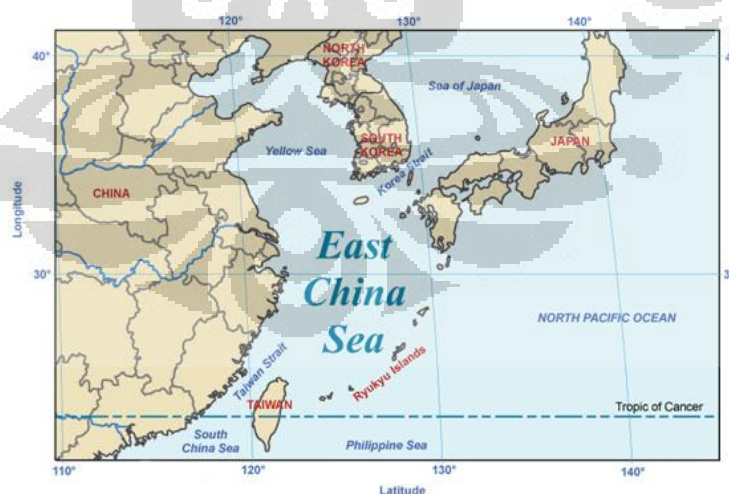 120°
130°
140°
40°
4
NORTH
KOREA
Sea of Japan
SOUTH
KOREA
JAPAN
Yellow Sea
Korea Strait
CHINA
Longitude
East
China
Sea
30°
3
NORTH PACIFIC OCEAN
Taiwan Strait
Ryukyu Islands
TAIWAN
Tropic of Cancer
South
China Sea
Philippine Sea
110°
120°
130°
140°
Latitude